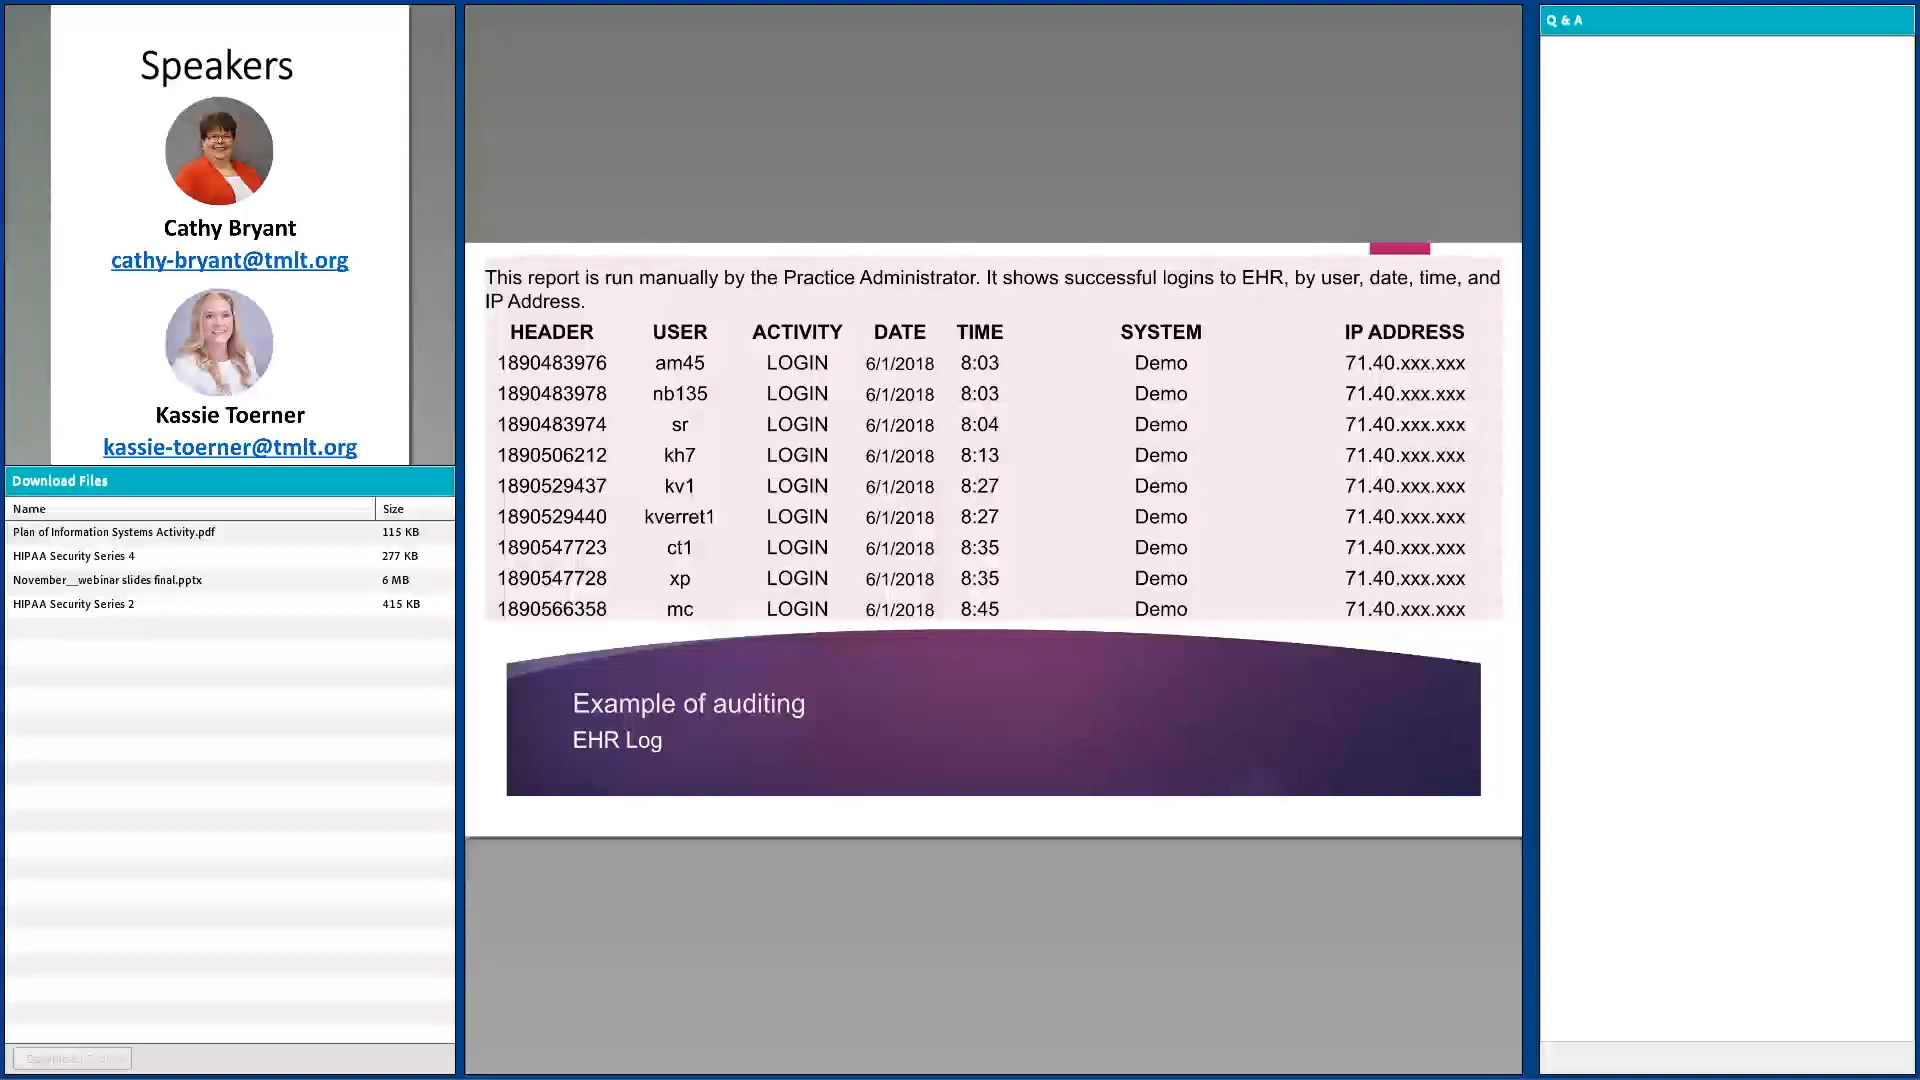 Speakers
Cathy Bryant
cathy-bryant@tmlt.org
Kassie Toerner
kassie-toerner@tmlt.org
Download Files
Name Size
Plan of Information Systems Activity.pdf 115 KB
HIPAA Security Series 4 277 KB
November__webinar slides final.pptx 6 MB
HIPAA Security Series 2 415 KB
This report is run manually by the Practice Administrator. It shows successful logins to EHR, by user, date, time, and
IP Address.
HEADER USER ACTIVITY DATE TIME SYSTEM IP ADDRESS
1890483976 am45 LOGIN 6/1/2018 8:03 Demo 71.40.xxx.xxx
1890483978 nb135 LOGIN 6/1/2018 8:03 Demo 71.40.xxx.xxx
1890483974 sr LOGIN 6/1/2018 8:04 Demo 71.40.xxx.xxx
1890506212 kh7 LOGIN 6/1/2018 8:13 Demo 71.40.xxx.xxx
1890529437 kv1 LOGIN 6/1/2018 8:27 Demo 71.40.xxx.xxx
1890529440 kverret1 LOGIN 6/1/2018 8:27 Demo 71.40.xxx.xxx
1890547723 ct1 LOGIN 6/1/2018 8:35 Demo 71.40.xxx.xxx
1890547728 xp LOGIN 6/1/2018 8:35 Demo 71.40.xxx.xxx
1890566358 mc LOGIN 6/1/2018 8:45 Demo 71.40.xxx.xxx
Example of auditing
EHR Log
Q & A